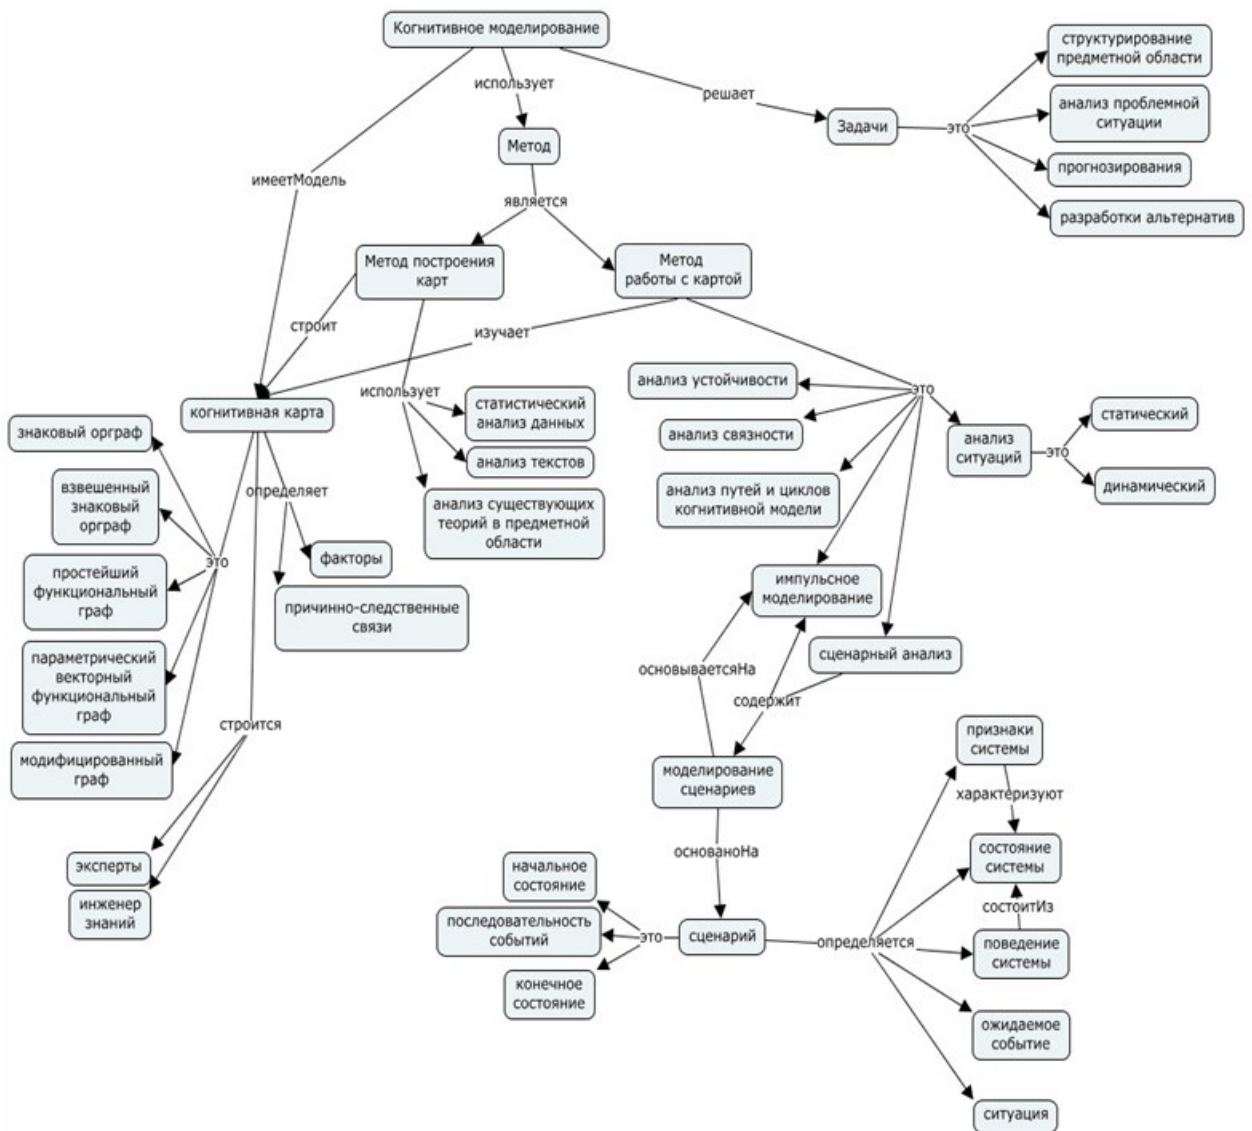 Когнитивное моделирование
использует
решает
структурирование
предметной области
анализ проблемной
ситуации
прогнозирования
разработки альтернатив
Задачи
это
Метод
имеетМодель
является
Метод построения
карт
Метод
работы с картой
строит
изучает
использует
статистический
анализ данных
анализ текстов
анализ существующих
теорий в предметной
области
анализ устойчивости
анализ связности
анализ путей и циклов
когнитивной модели
это
анализ
ситуаций
это
статический
динамический
когнитивная карта
знаковый орграф
взвешенный
знаковый
орграф
простейший
функциональный
граф
параметрический
векторный
функциональный
граф
модифицированный
граф
это
определяет
факторы
причинно-следственные
связи
строится
эксперты
инженер
знаний
импульсное
моделирование
сценарный анализ
основываетсяНа
содержит
моделирование
сценариев
основаноНа
начальное
состояние
последовательность
событий
конечное
состояние
это
сценарий
определяется
признаки
системы
характеризуют
состояние
системы
состоитИз
поведение
системы
ожидаемое
событие
ситуация